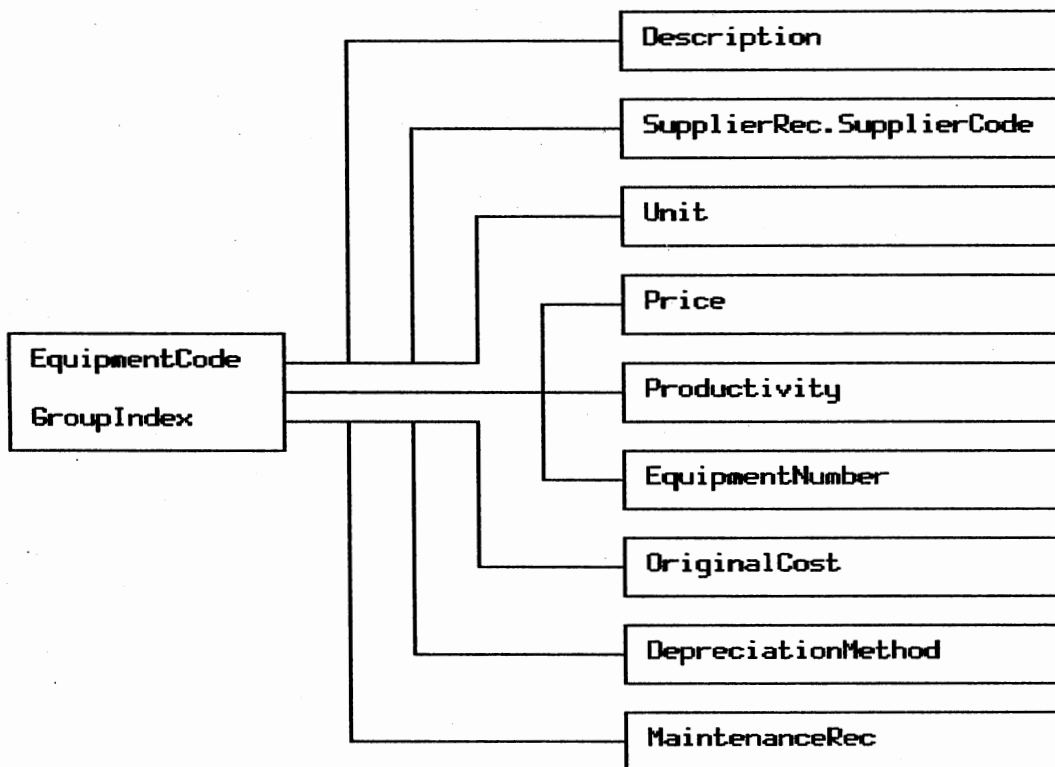 Description
SupplierRec.SupplierCode
Unit
Price
EquipmentCode
GroupIndex
Productivity
EquipmentNumber
OriginalCost
DepreciationMethod
MaintenanceRec